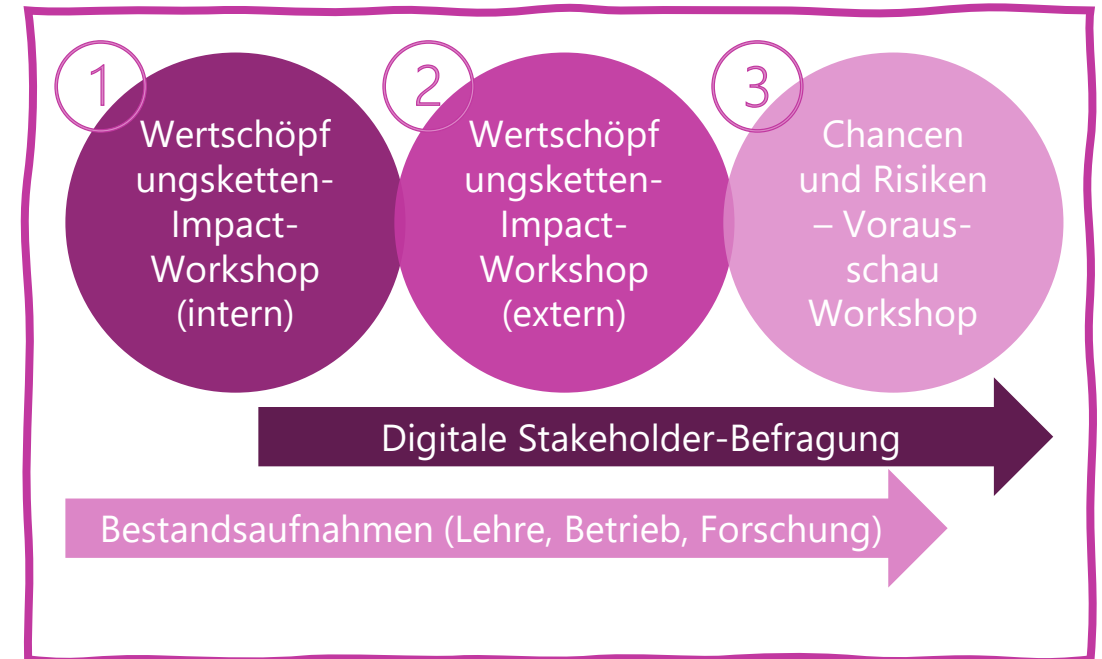 1
Wertschöpf
ungsketten-
Impact-
Workshop
(intern)
2
Wertschöpf
ungsketten-
Impact-
Workshop
(extern)
3
Chancen
und Risiken
– Voraus-
schau
Workshop
Digitale Stakeholder-Befragung
Bestandsaufnahmen (Lehre, Betrieb, Forschung)